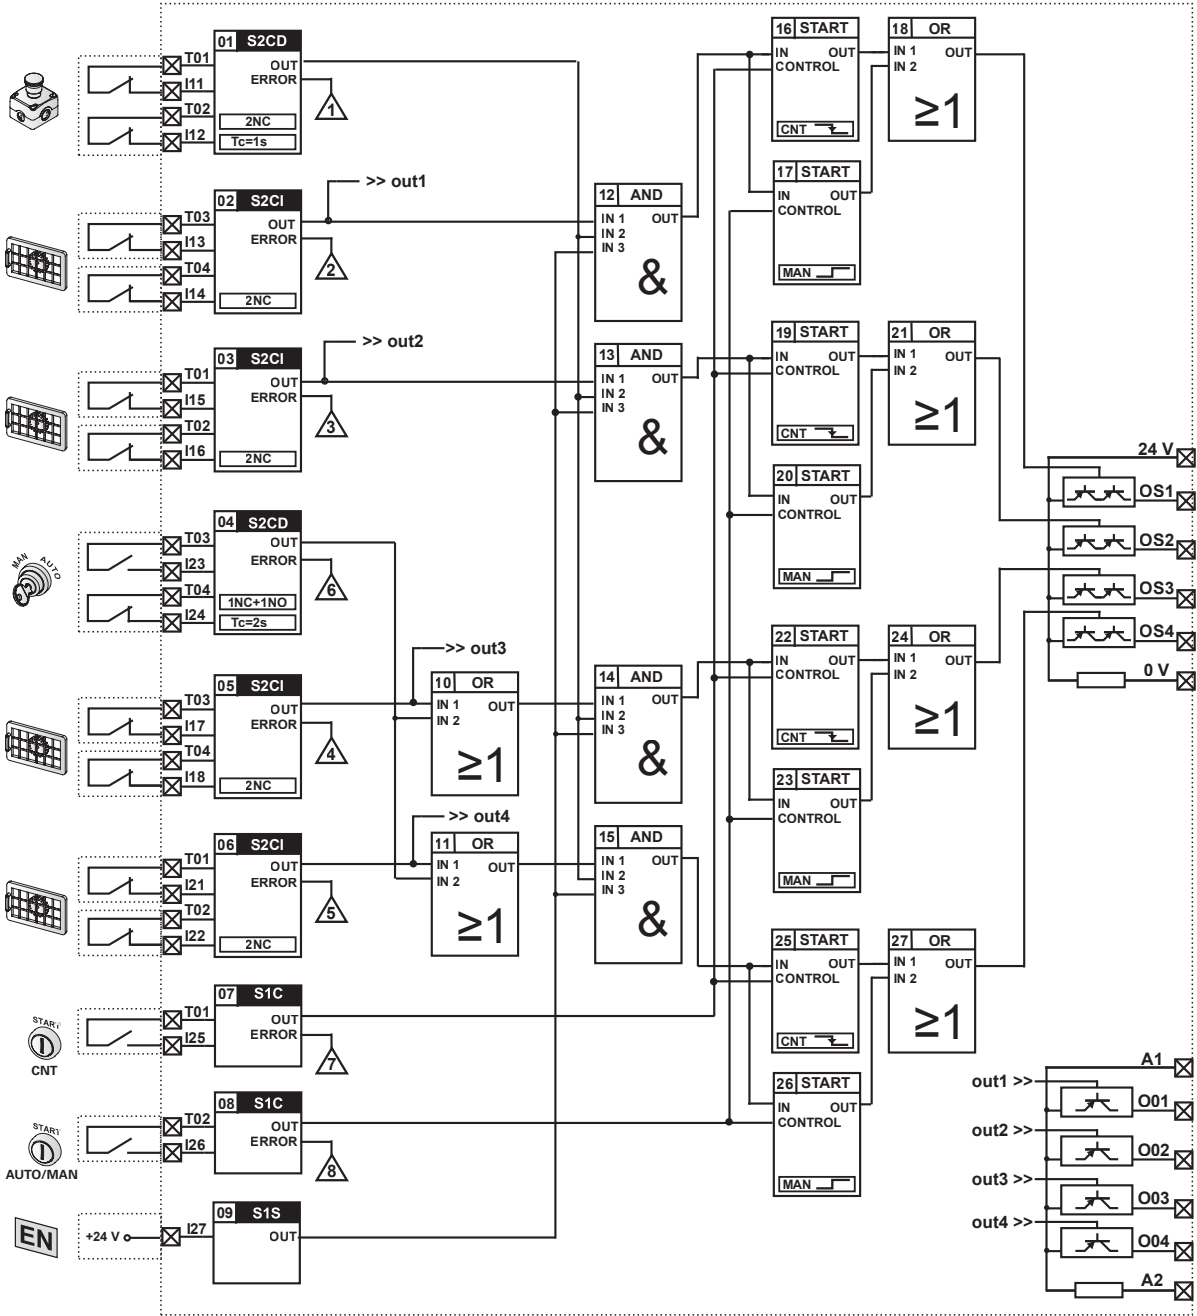 01 S2CD
T01
I11
T02
I12
OUT
ERROR
1
2NC
Tc=1s
>> out1
02 S2CI
T03
I13
T04
I14
OUT
ERROR
2
2NC
>> out2
03 S2CI
T01
I15
T02
I16
OUT
ERROR
3
2NC
MAN AUTO
04 S2CD
T03
I23
T04
I24
OUT
ERROR
6
1NC+1NO
Tc=2s
>> out3
05 S2CI
T03
I17
T04
I18
OUT
ERROR
4
2NC
>> out4
06 S2CI
T01
I21
T02
I22
OUT
ERROR
5
2NC
START
CNT
07 S1C
T01
I25
OUT
ERROR
7
START
AUTO/MAN
08 S1C
T02
I26
OUT
ERROR
8
EN
+24 V
09 S1S
I27
OUT
10 OR
IN 1 OUT
IN 2
≥1
11 OR
IN 1 OUT
IN 2
≥1
12 AND
IN 1 OUT
IN 2
IN 3
&
13 AND
IN 1 OUT
IN 2
IN 3
&
14 AND
IN 1 OUT
IN 2
IN 3
&
15 AND
IN 1 OUT
IN 2
IN 3
&
16 START
IN OUT
CONTROL
CNT
17 START
IN OUT
CONTROL
MAN
18 OR
IN 1 OUT
IN 2
≥1
19 START
IN OUT
CONTROL
CNT
20 START
IN OUT
CONTROL
MAN
21 OR
IN 1 OUT
IN 2
≥1
22 START
IN OUT
CONTROL
CNT
23 START
IN OUT
CONTROL
MAN
24 OR
IN 1 OUT
IN 2
≥1
25 START
IN OUT
CONTROL
CNT
26 START
IN OUT
CONTROL
MAN
27 OR
IN 1 OUT
IN 2
≥1
24 V
OS1
OS2
OS3
OS4
0 V
A1
out1 >>
O01
out2 >>
O02
out3 >>
O03
out4 >>
O04
A2